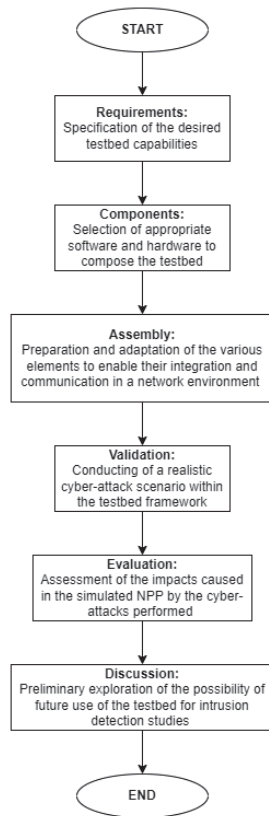 START
Requirements:
Specification of the desired
testbed capabilities
Components:
Selection of appropriate
software and hardware to
compose the testbed
Assembly:
Preparation and adaptation of the various
elements to enable their integration and
communication in a network environment
Validation:
Conducting of a realistic
cyber-attack scenario within
the testbed framework
Evaluation:
Assessment of the impacts caused
in the simulated NPP by the cyber-
attacks performed
Discussion:
Preliminary exploration of the possibility of
future use of the testbed for intrusion
detection studies
END